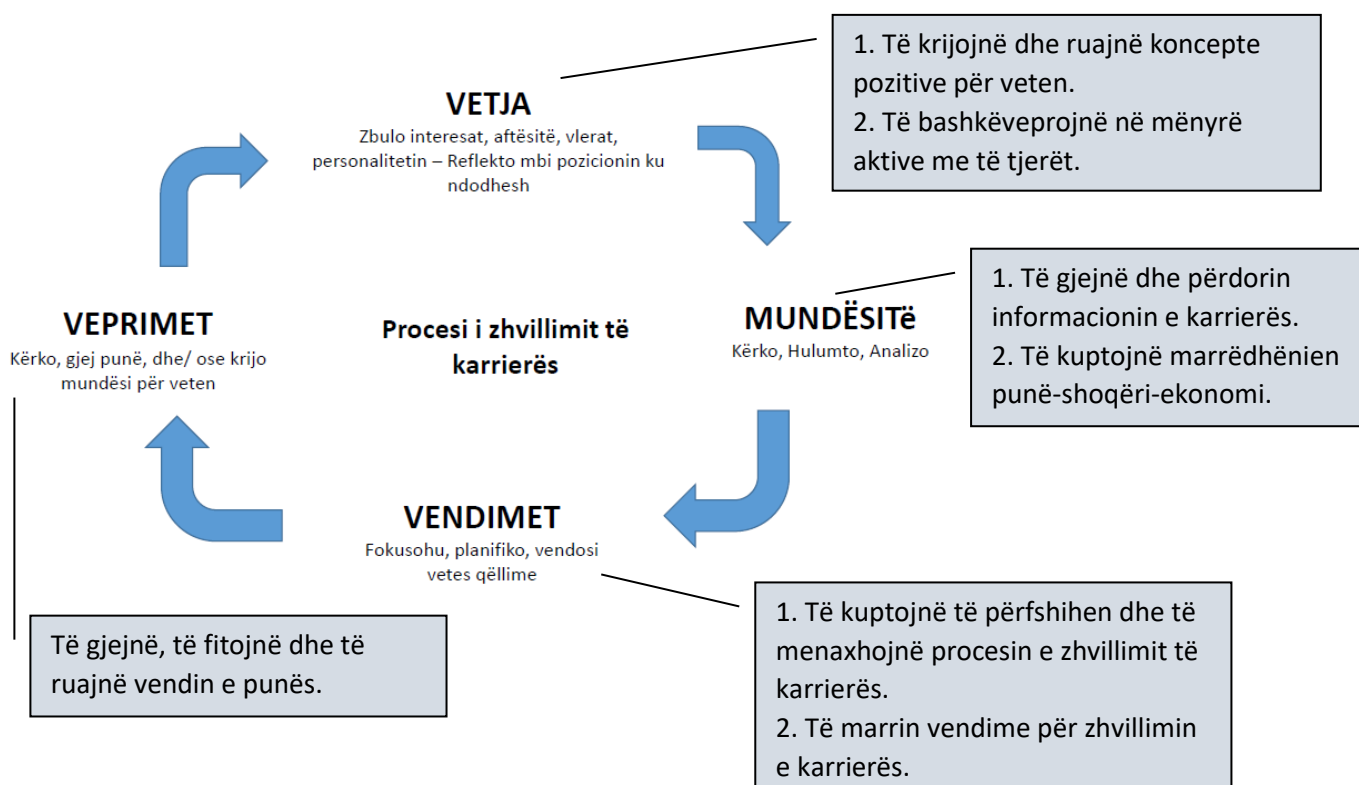 VETJA
Zbulo interesat, aftësitë, vlerat,
personalitetin – Reflekto mbi pozicionin ku
ndodhesh
1. Të krijojnë dhe ruajnë koncepte
pozitive për veten.
2. Të bashkëveprojnë në mënyrë
aktive me të tjerët.
MUNDËSITë
Kërko, Hulumto, Analizo
1. Të gjejnë dhe përdorin
informacionin e karrierës.
2. Të kuptojnë marrëdhënien
punë-shoqëri-ekonomi.
Procesi i zhvillimit të
karrierës
VEPRIMET
Kërko, gjej punë, dhe/ ose krijo
mundësi për veten
VENDIMET
Fokusohu, planifiko, vendosi
vetes qëllime
1. Të kuptojnë të përfshihen dhe të
menaxhojnë procesin e zhvillimit të
karrierës.
2. Të marrin vendime për zhvillimin
e karrierës.
Të gjejnë, të fitojnë dhe të
ruajnë vendin e punës.